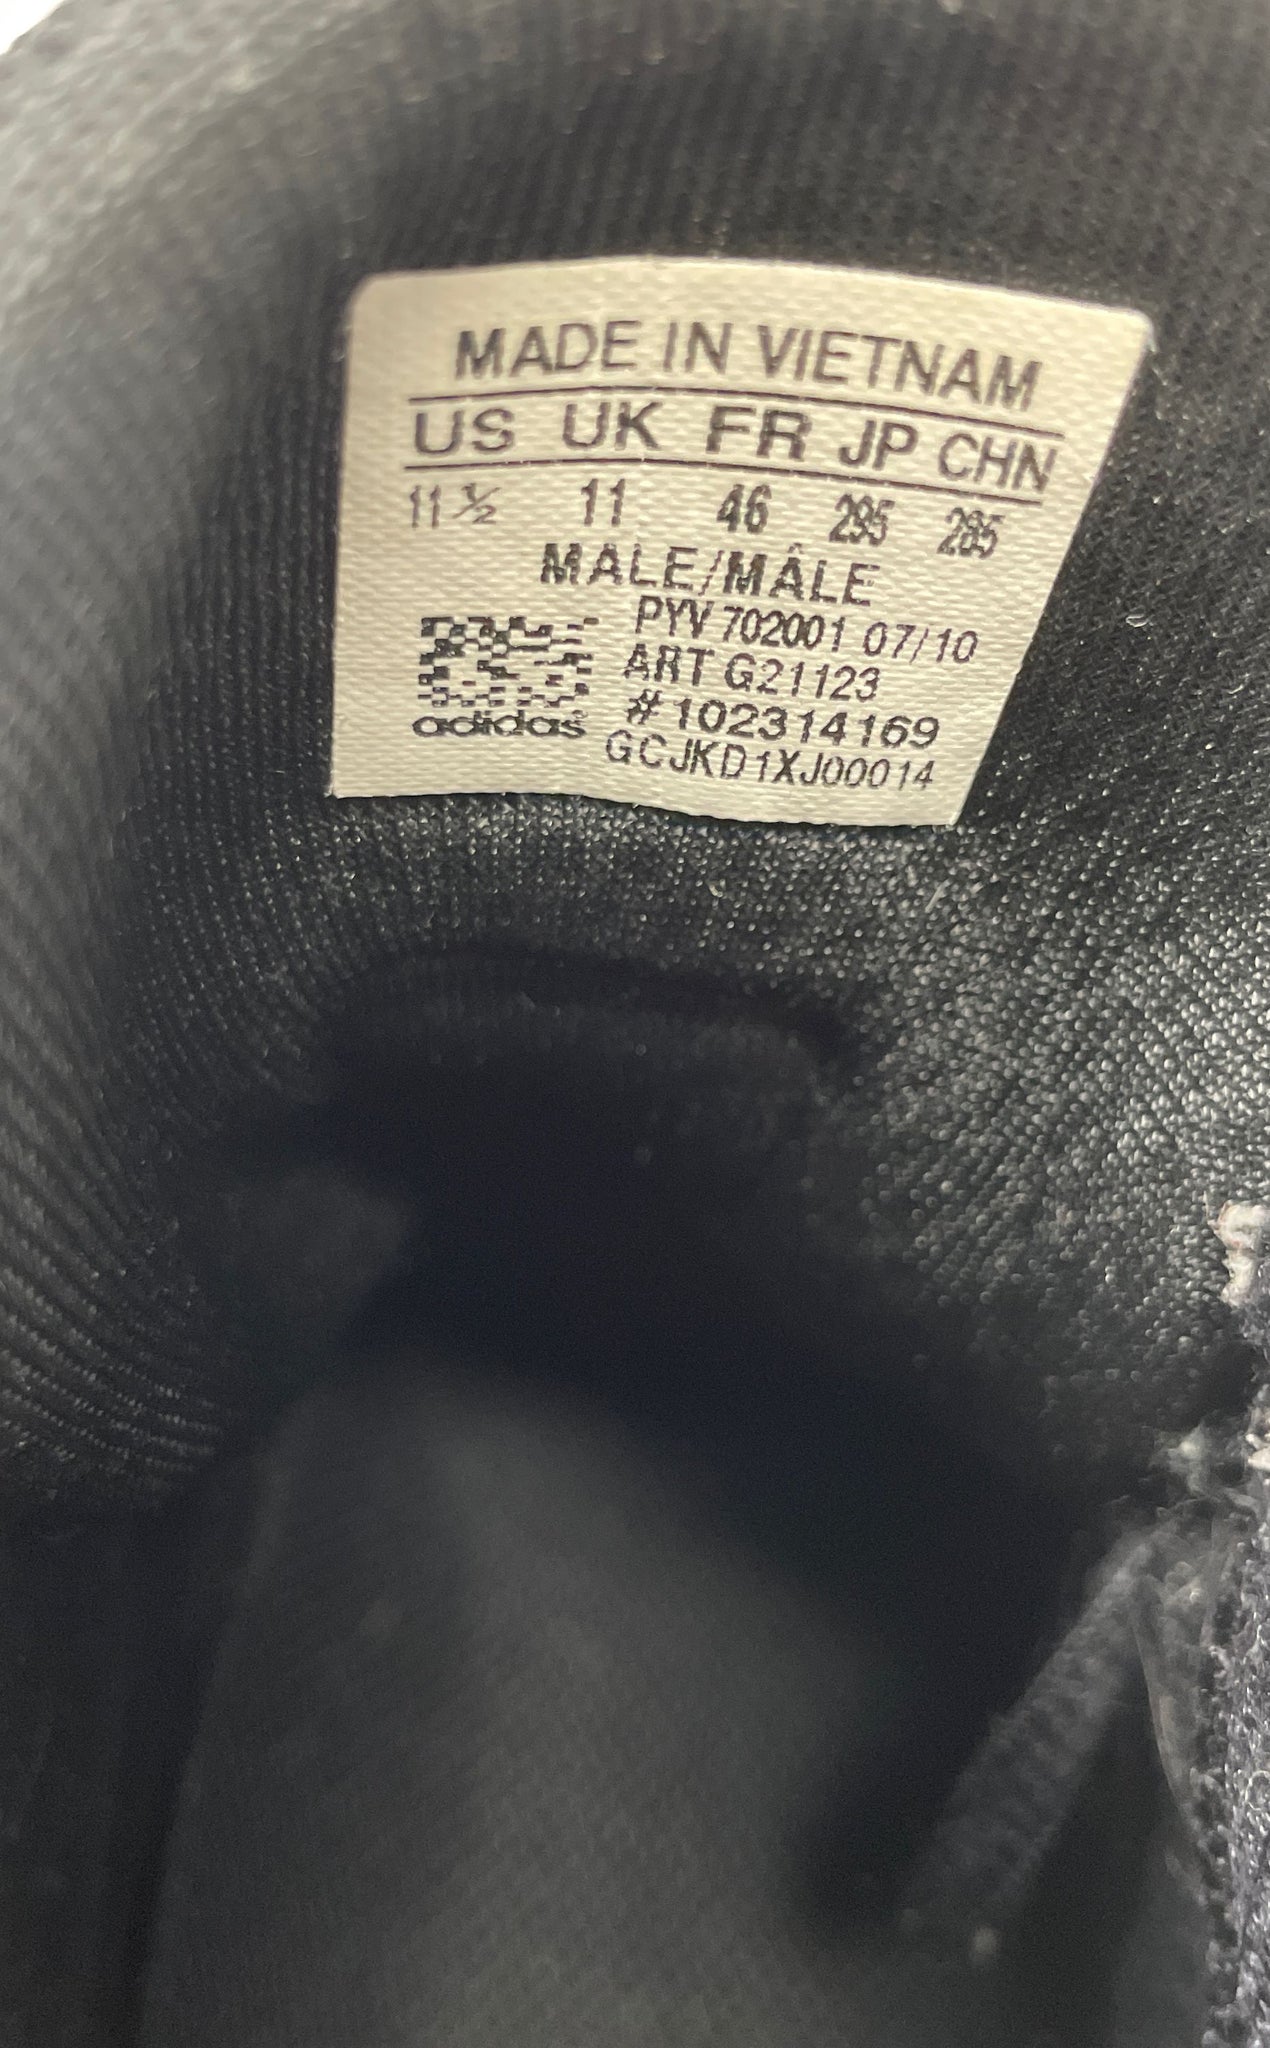 MADE IN VIETNAM
US UK FR JP CHN
11 ½ 11 46 295 285
MALE/MÂLE
PYV 702001 07/10
ART G21123
#102314169
GCJKD1XJ00014
adidas